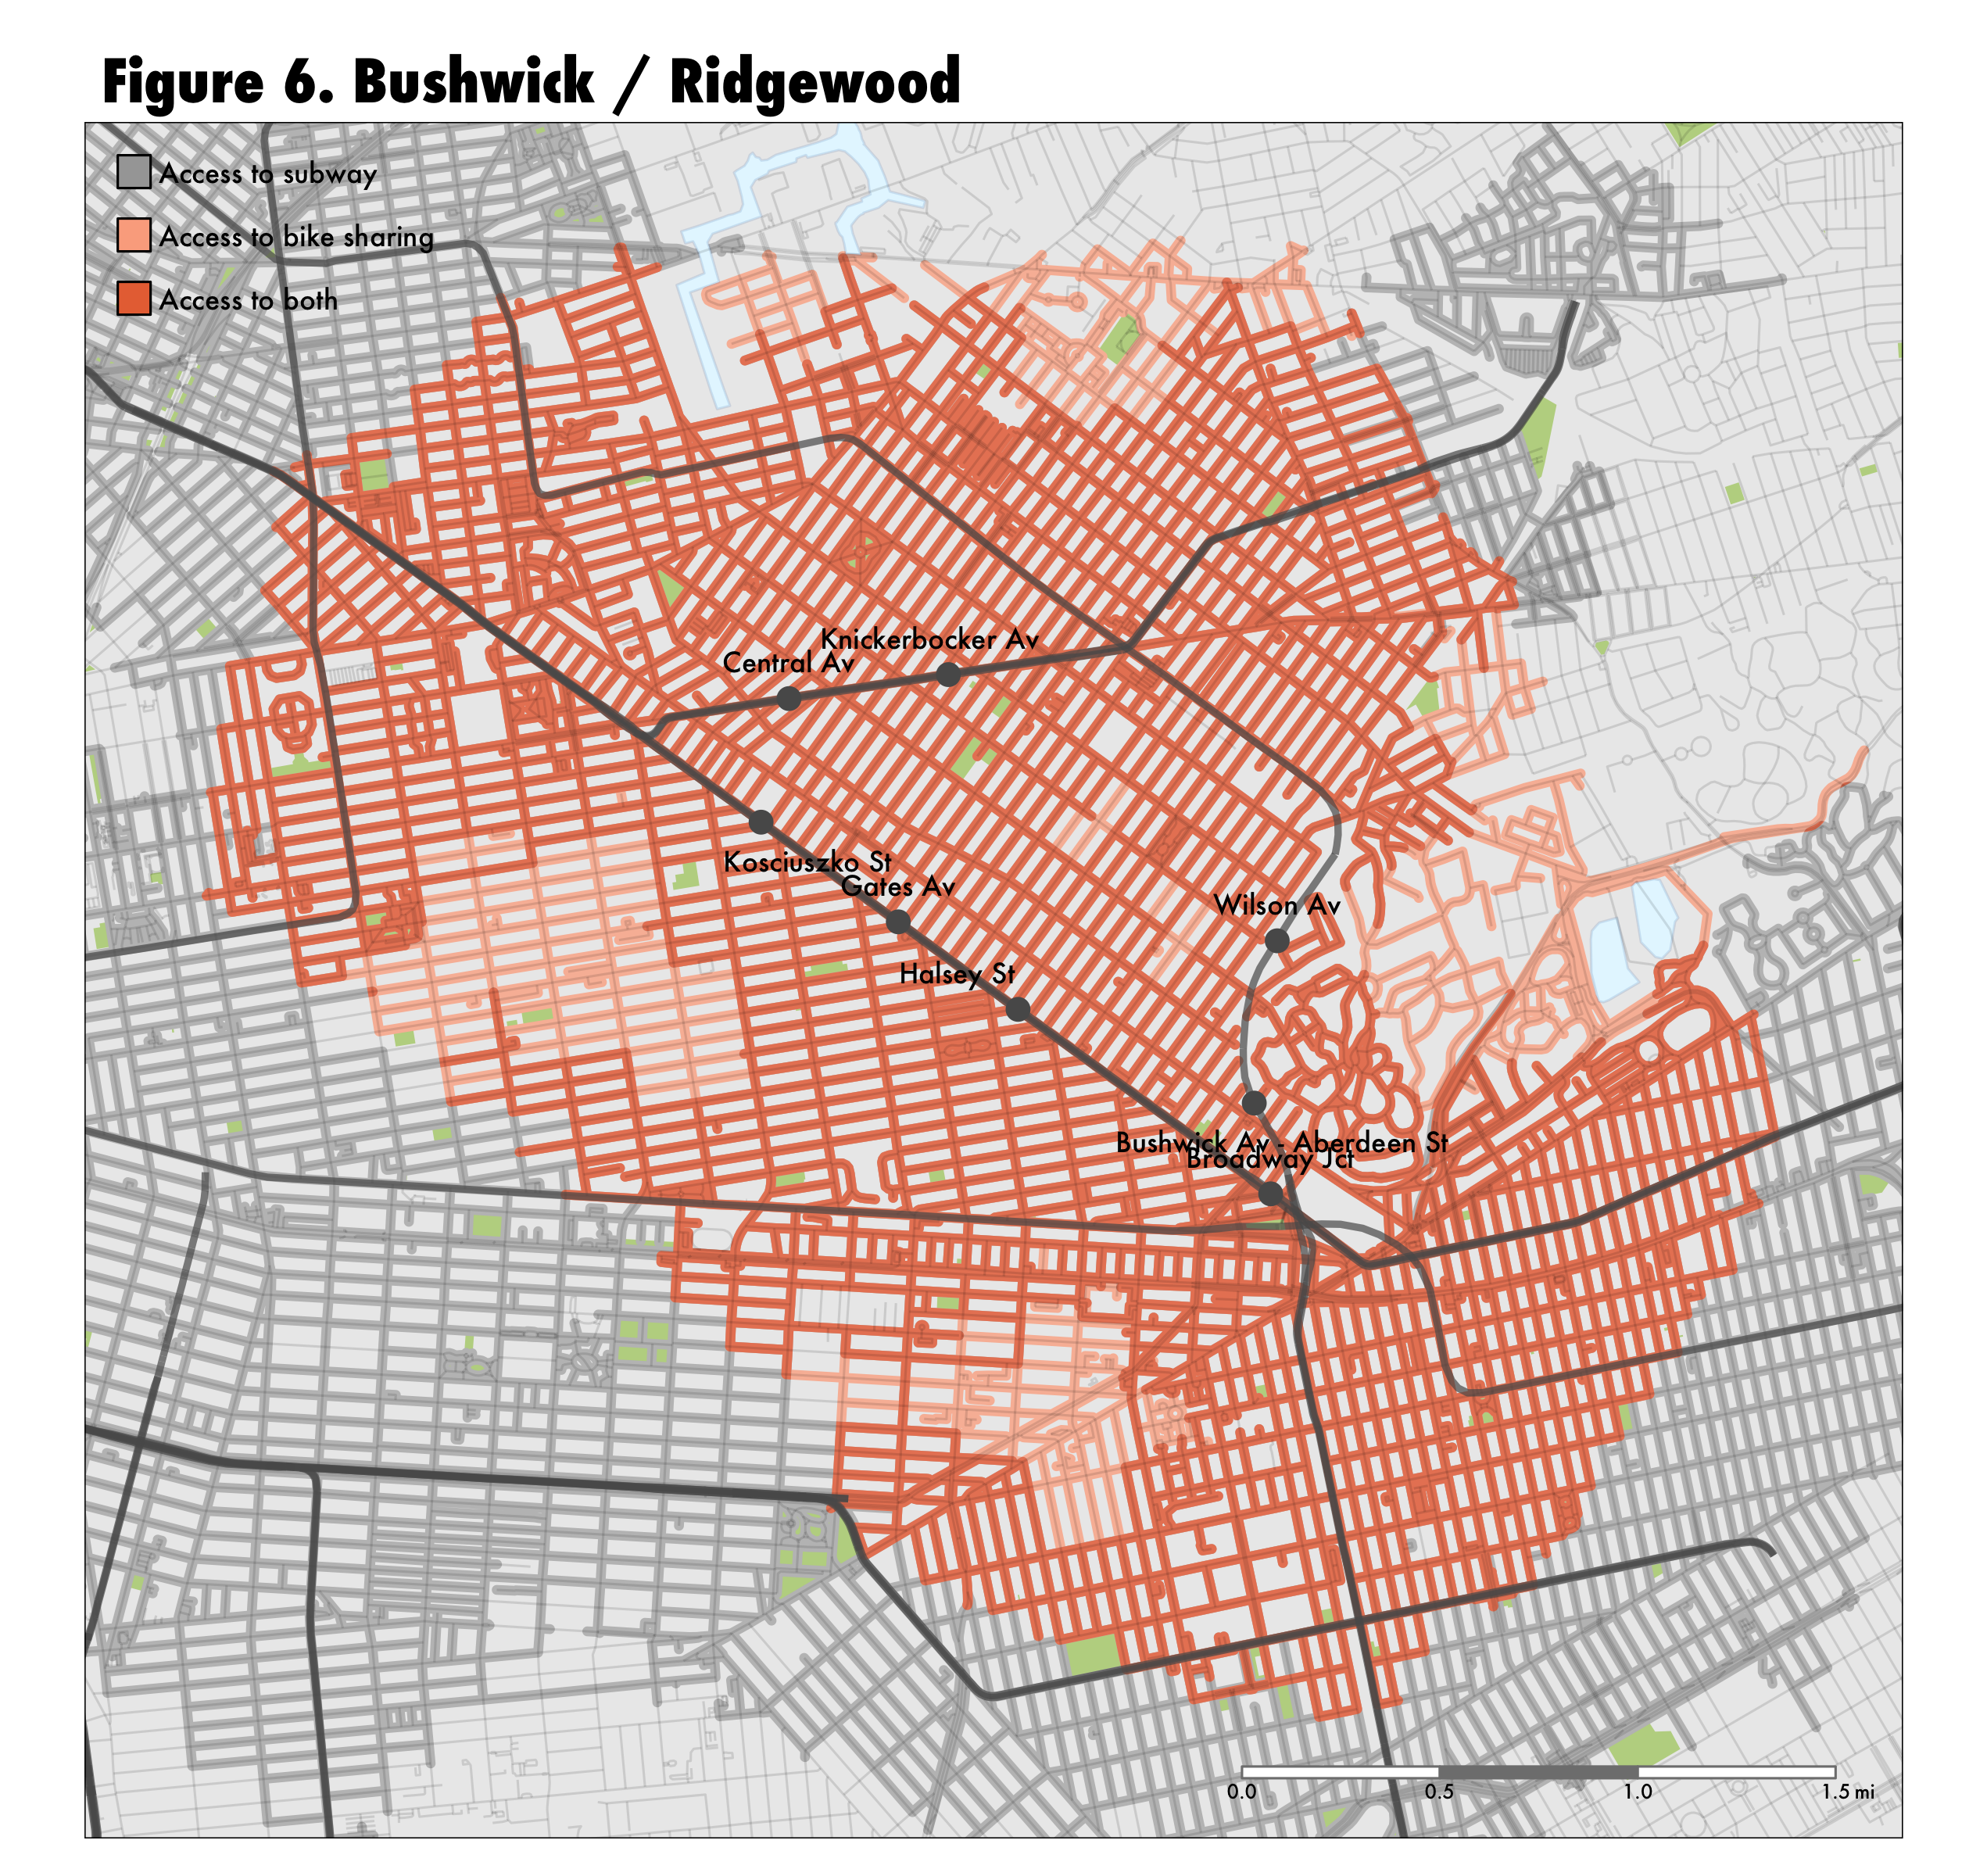 Figure 6. Bushwick / Ridgewood
Access to subway
Access to bike sharing
Access to both
Knickerbocker Av
Central Av
Kosciuszko St
Gates Av
Wilson Av
Halsey St
Bushwick Av - Aberdeen St
Broadway Jct
0.0 0.5 1.0 1.5 mi